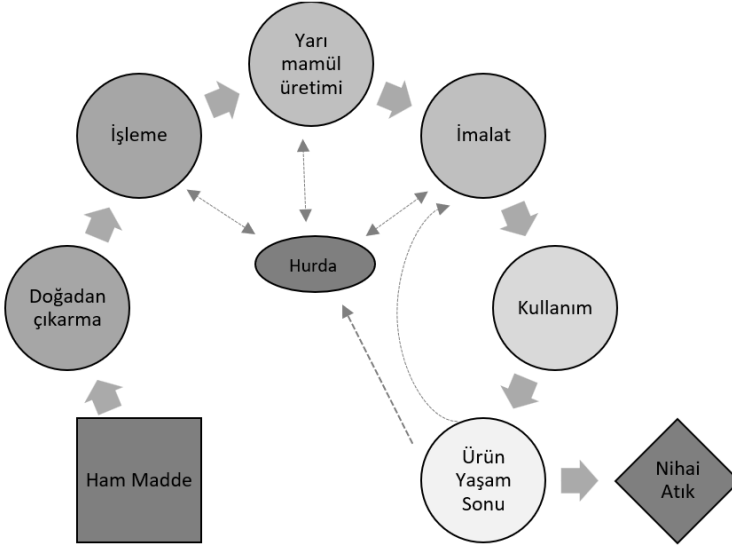 Yarı
mamül
üretimi
İşleme
İmalat
Hurda
Doğadan
çıkarma
Kullanım
Ham Madde
Ürün
Yaşam
Sonu
Nihai
Atık